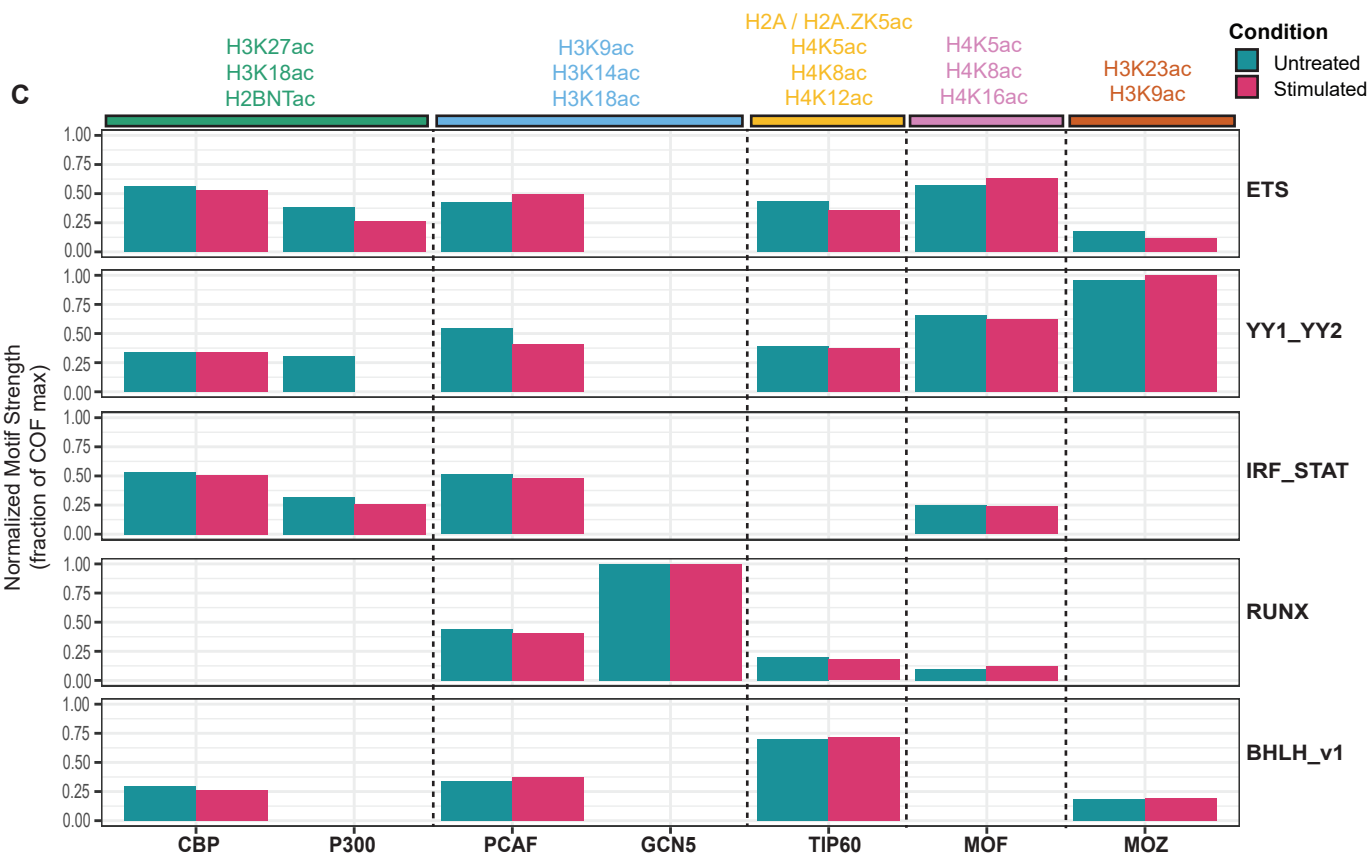 C
H3K27ac
H3K18ac
H2BNTac
H3K9ac
H3K14ac
H3K18ac
H2A / H2A.ZK5ac
H4K5ac
H4K8ac
H4K12ac
H4K5ac
H4K8ac
H4K16ac
H3K23ac
H3K9ac
Condition
Untreated
Stimulated
Normalized Motif Strength
(fraction of COF max)
1.00
0.75
0.50
0.25
0.00
ETS
1.00
0.75
0.50
0.25
0.00
YY1_YY2
1.00
0.75
0.50
0.25
0.00
IRF_STAT
1.00
0.75
0.50
0.25
0.00
RUNX
1.00
0.75
0.50
0.25
0.00
BHLH_v1
CBP P300 PCAF GCN5 TIP60 MOF MOZ